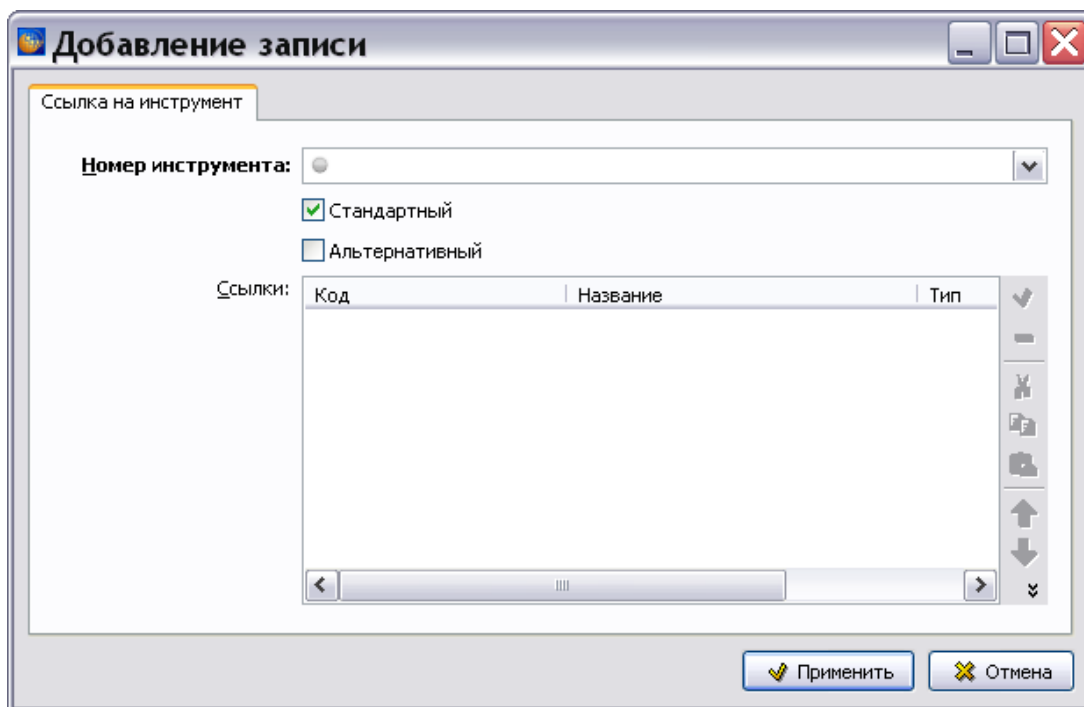 Добавление записи
Ссылка на инструмент
Номер инструмента:
Стандартный
Альтернативный
Ссылки:
Код Название Тип
Применить Отмена